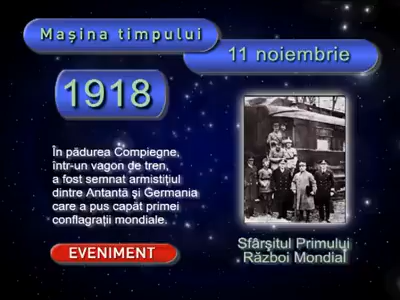 Mașina timpului
11 noiembrie
1918
În pădurea Compiegne,
într-un vagon de tren,
a fost semnat armistițiul
dintre Antantă și Germania
care a pus capăt primei
conflagrații mondiale.
EVENIMENT
Sfârșitul Primului
Război Mondial